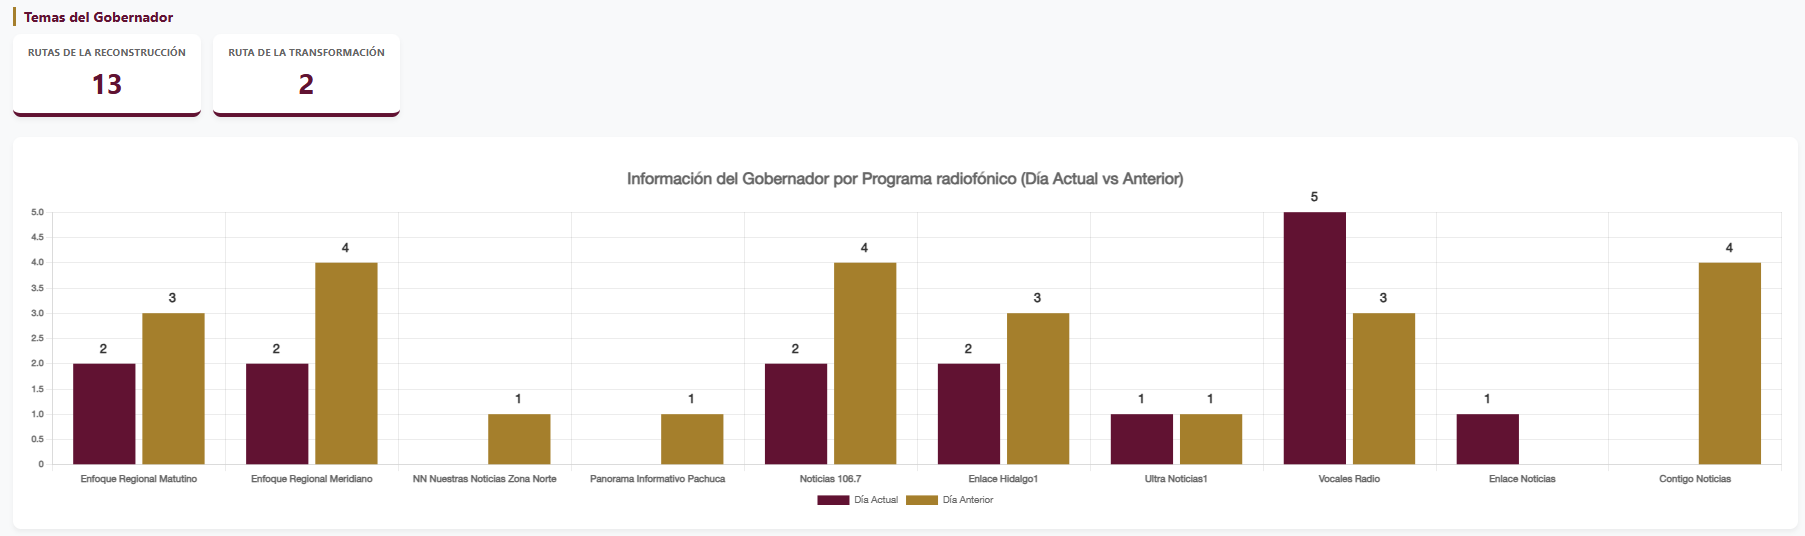 Temas del Gobernador
RUTAS DE LA RECONSTRUCCIÓN
13
RUTA DE LA TRANSFORMACIÓN
2
Información del Gobernador por Programa radiofónico (Día Actual vs Anterior)
5.0
4.5
4.0
3.5
3.0
2.5
2.0
1.5
1.0
0.5
0
2
3
2
4
1
1
2
4
2
3
1
1
5
3
1
4
Enfoque Regional Matutino
Enfoque Regional Meridiano
NN Nuestras Noticias Zona Norte
Panorama Informativo Pachuca
Noticias 106.7
Enlace Hidalgo1
Ultra Noticias1
Vocales Radio
Enlace Noticias
Contigo Noticias
Día Actual
Día Anterior